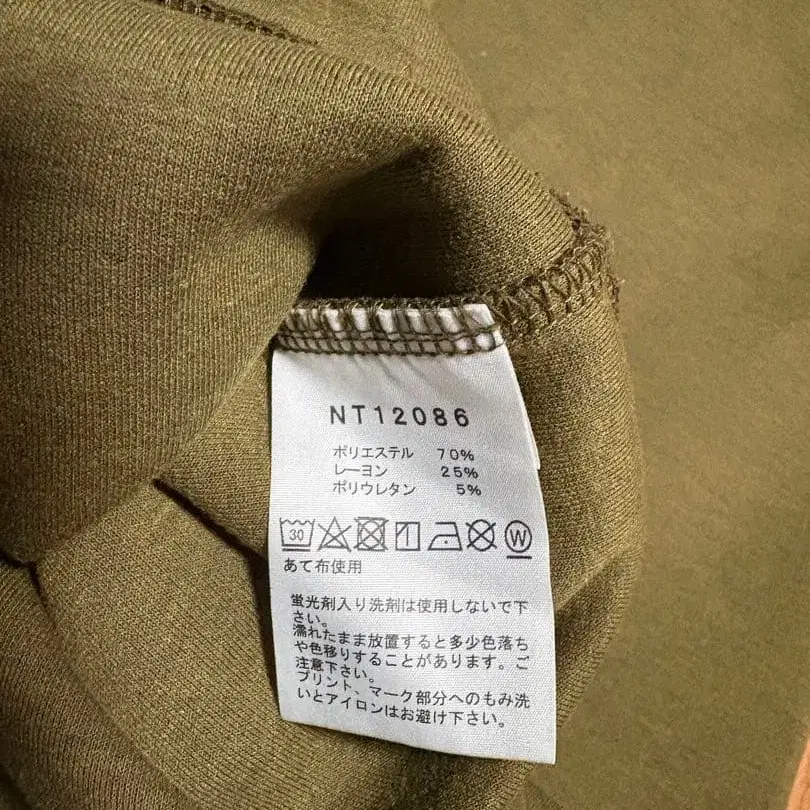 NT12086
ポリエステル 70%
レーヨン 25%
ポリウレタン 5%
30 W
あて布使用
蛍光剤入り洗剤は使用しないで下
さい。
濡れたまま放置すると多少色落ち
や色移りすることがあります。ご
注意下さい。
プリント、マーク部分へのもみ洗
いとアイロンはお避け下さい。